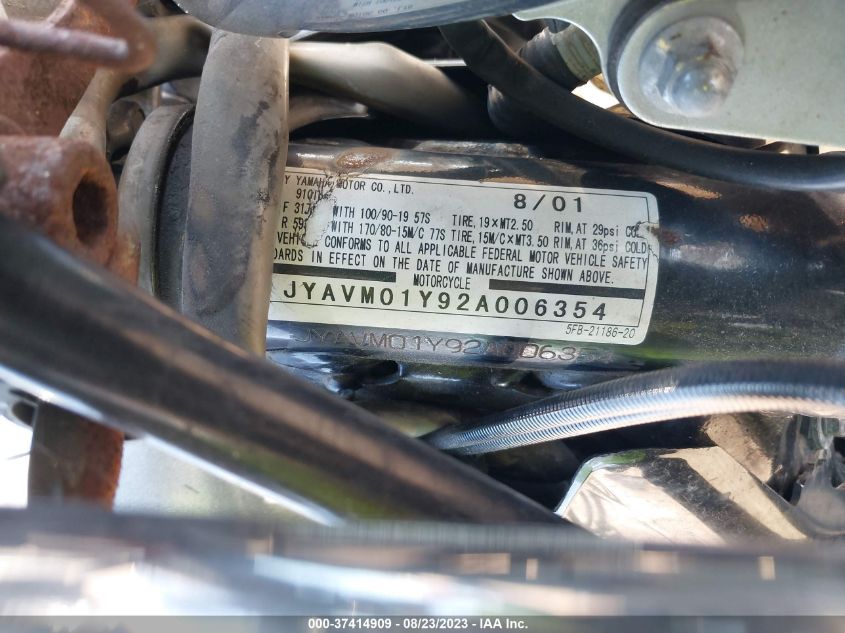 Y YAMAHA MOTOR CO., LTD.
8/01
F WITH 100/90-19 57S TIRE, 19×MT2.50 RIM, AT 29psi COLD
R WITH 170/80-15M/C 77S TIRE, 15M/C×MT3.50 RIM, AT 36psi COLD
VEHICLE CONFORMS TO ALL APPLICABLE FEDERAL MOTOR VEHICLE SAFETY
DARDS IN EFFECT ON THE DATE OF MANUFACTURE SHOWN ABOVE.
MOTORCYCLE
JYAVM01Y92A006354
5FB-21186-20
JYAVM01Y92A006354
000-37414909 - 08/23/2023 - IAA Inc.